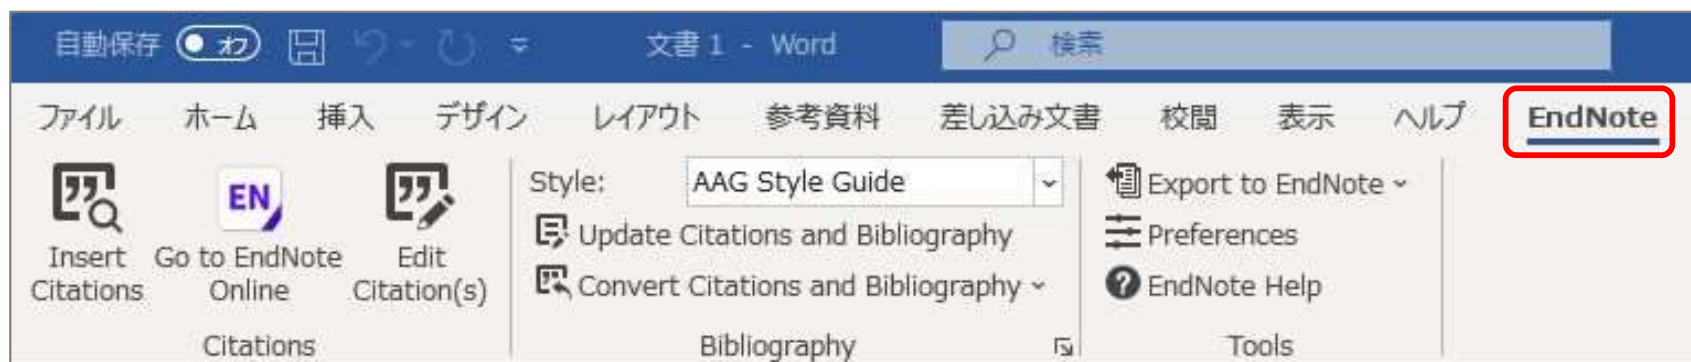 自動保存 オフ 文書 1 - Word 検索
ファイル ホーム 挿入 デザイン レイアウト 参考資料 差し込み文書 校閲 表示 ヘルプ EndNote
Insert Citations
EN
Go to EndNote Online
Edit Citation(s)
Citations
Style: AAG Style Guide
Update Citations and Bibliography
Convert Citations and Bibliography
Bibliography
Export to EndNote
Preferences
EndNote Help
Tools